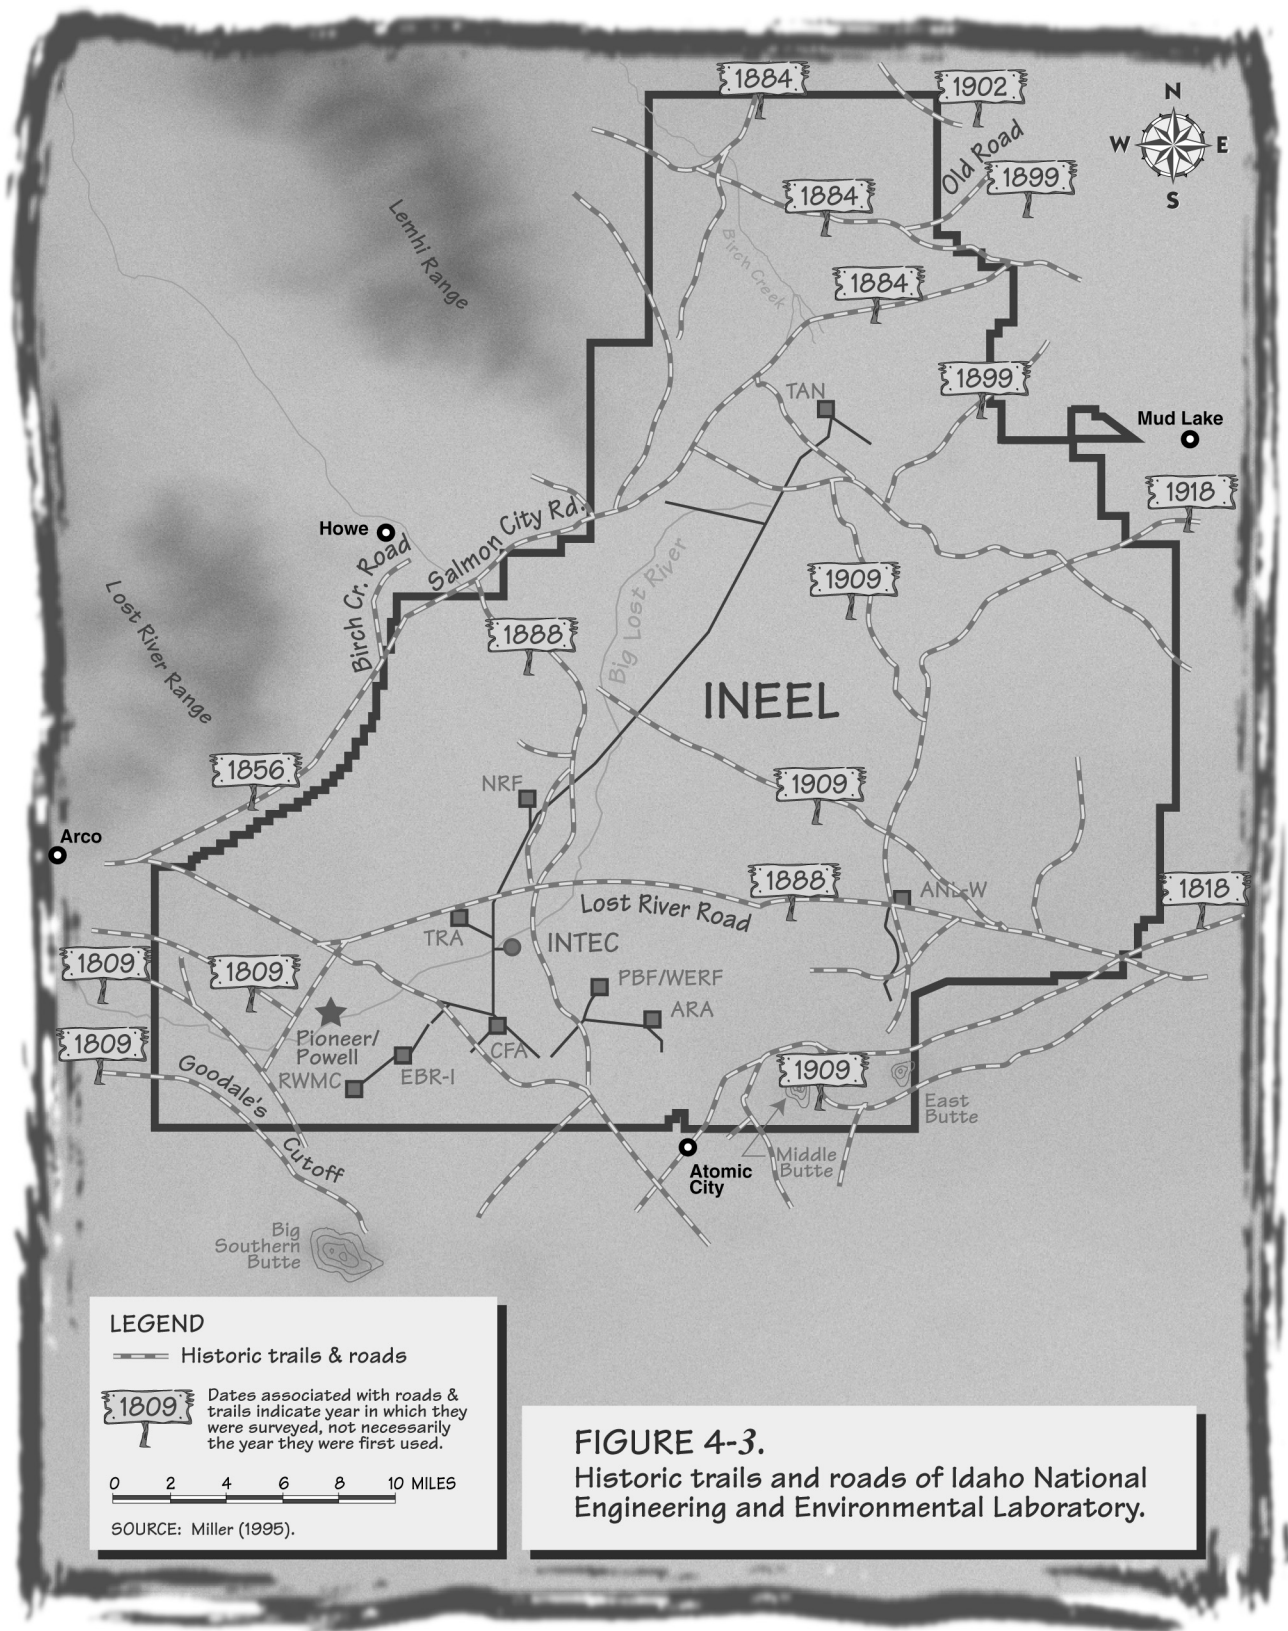 1884
1902
N
W
E
S
Old Road
1899
1884
Lemhi Range
Birch Creek
1884
1899
TAN
Mud Lake
1918
Howe
Salmon City Rd.
Birch Cr. Road
1909
Lost River Range
1888
Big Lost River
INEEL
1856
NRF
1909
Arco
1888
ANL-W
1818
Lost River Road
TRA
INTEC
1809
1809
PBF/WERF
ARA
Pioneer/
Powell
1809
CFA
RWMC
EBR-I
1909
Goodale's
Cutoff
East
Butte
Middle
Butte
Atomic
City
Big
Southern
Butte
LEGEND
Historic trails & roads
1809
Dates associated with roads &
trails indicate year in which they
were surveyed, not necessarily
the year they were first used.
0 2 4 6 8 10 MILES
SOURCE: Miller (1995).
FIGURE 4-3.
Historic trails and roads of Idaho National
Engineering and Environmental Laboratory.